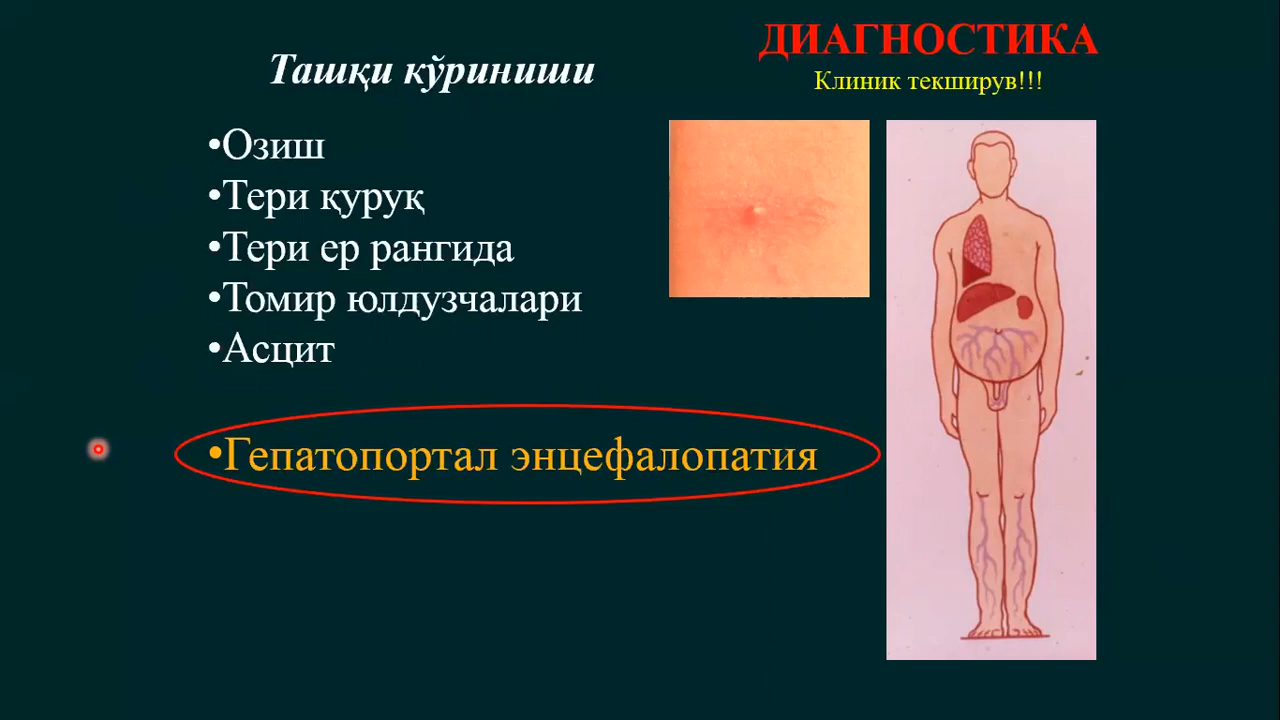 ДИАГНОСТИКА
Клиник текширув!!!
Ташқи кўриниши
•Озиш
•Тери қуруқ
•Тери ер рангида
•Томир юлдузчалари
•Асцит
•Гепатопортал энцефалопатия